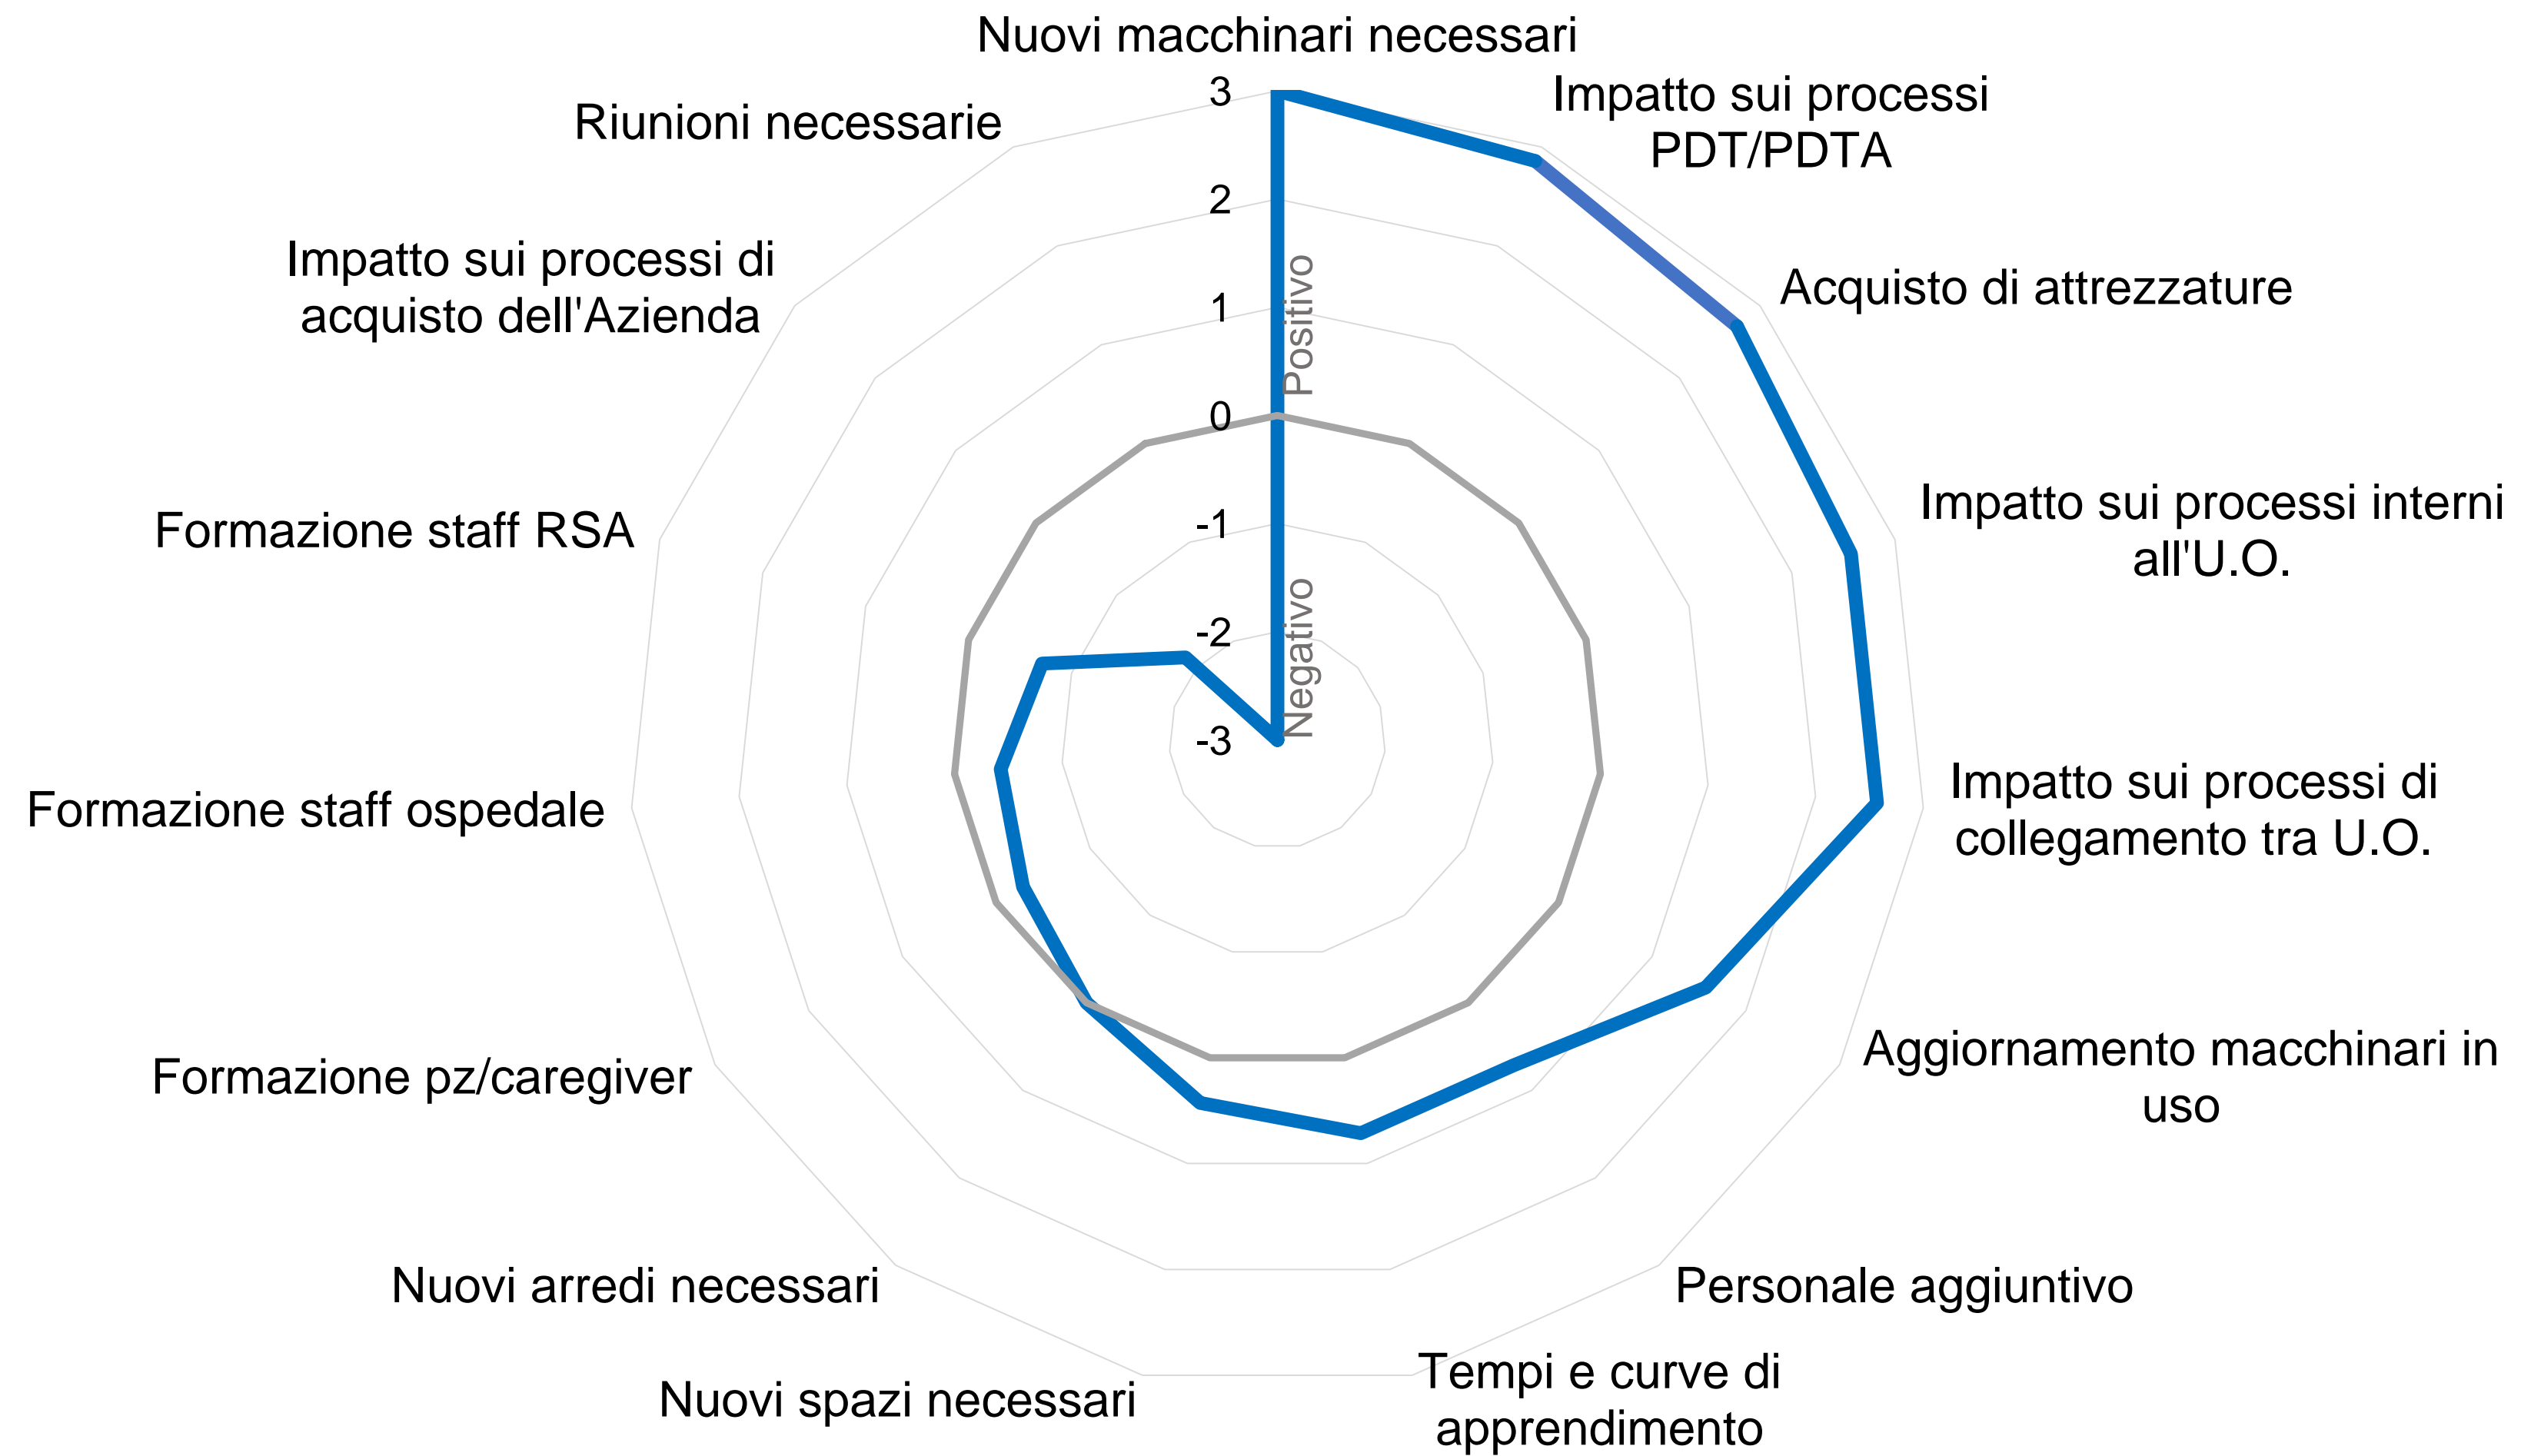 Nuovi macchinari necessari
Impatto sui processi
PDT/PDTA
Acquisto di attrezzature
Impatto sui processi interni
all'U.O.
Impatto sui processi di
collegamento tra U.O.
Aggiornamento macchinari in
uso
Personale aggiuntivo
Tempi e curve di
apprendimento
Nuovi spazi necessari
Nuovi arredi necessari
Formazione pz/caregiver
Formazione staff ospedale
Formazione staff RSA
Impatto sui processi di
acquisto dell'Azienda
Riunioni necessarie
3
2
1
0
-1
-2
-3
Positivo
Negativo